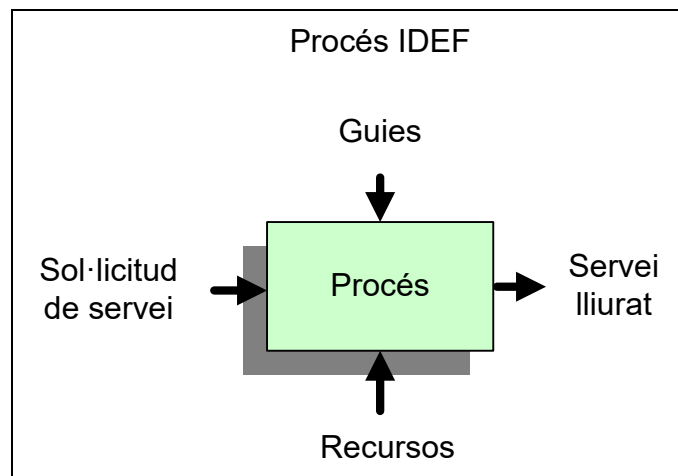 Procés IDEF
Guies
Sol·licitud
de servei
Procés
Servei
lliurat
Recursos